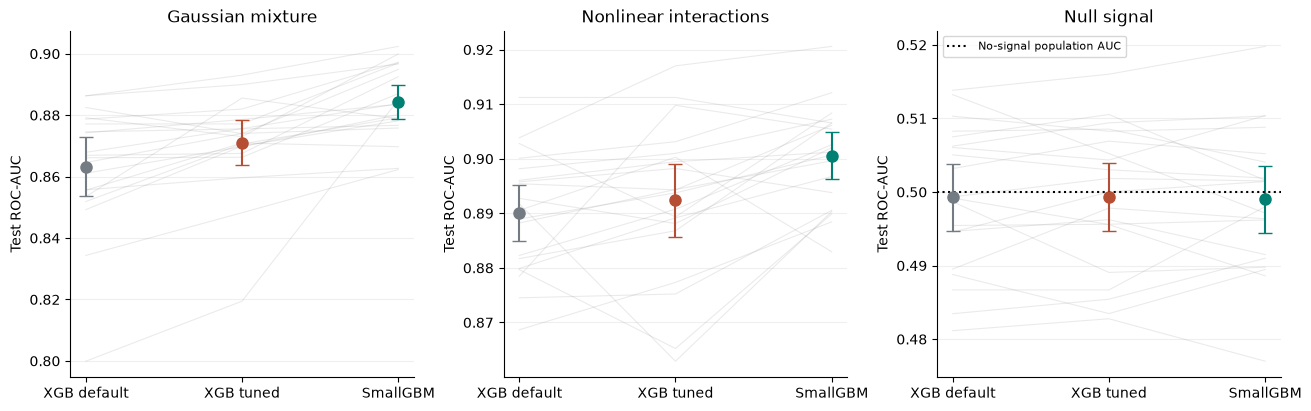 Gaussian mixture
Test ROC-AUC
0.90
0.88
0.86
0.84
0.82
0.80
XGB default
XGB tuned
SmallGBM
Nonlinear interactions
Test ROC-AUC
0.92
0.91
0.90
0.89
0.88
0.87
XGB default
XGB tuned
SmallGBM
Null signal
No-signal population AUC
Test ROC-AUC
0.52
0.51
0.50
0.49
0.48
XGB default
XGB tuned
SmallGBM